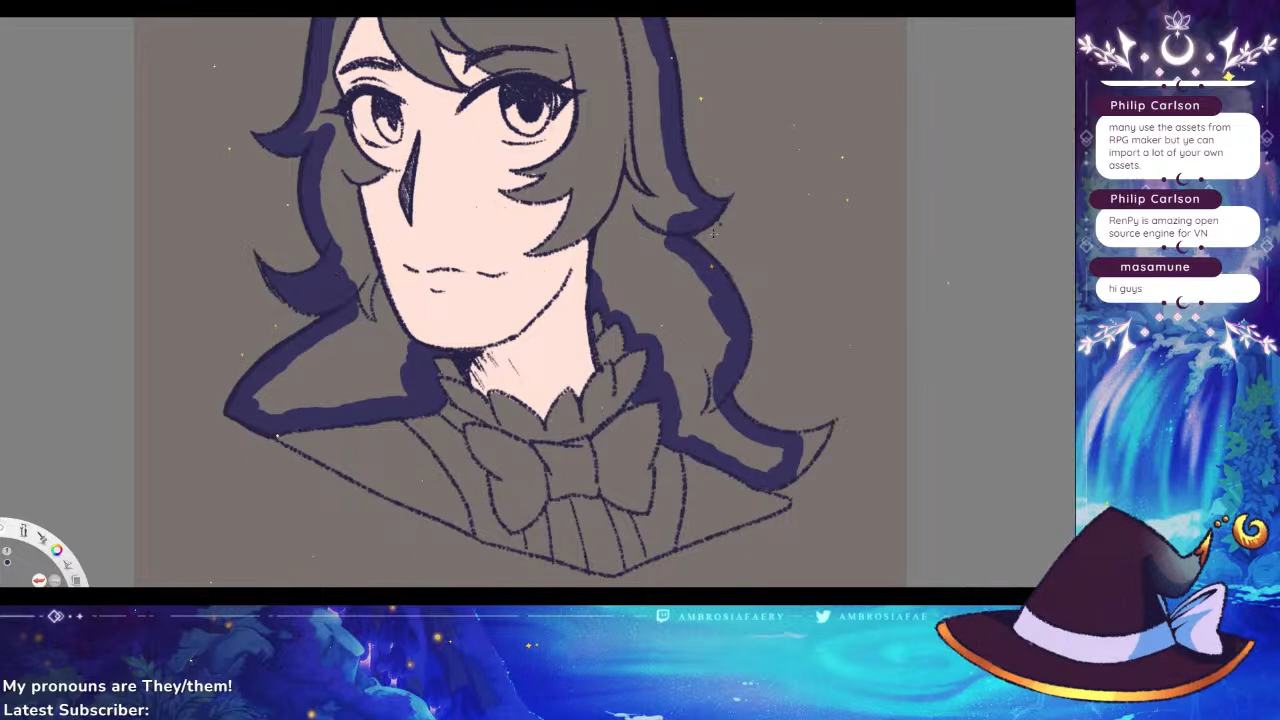 Philip Carlson
many use the assets from
RPG maker but ye can
import a lot of your own
assets.
Philip Carlson
RenPy is amazing open
source engine for VN
masamune
hi guys
AMBROSIAFAERY
AMBROSIAFAE
My pronouns are They/them!
Latest Subscriber: